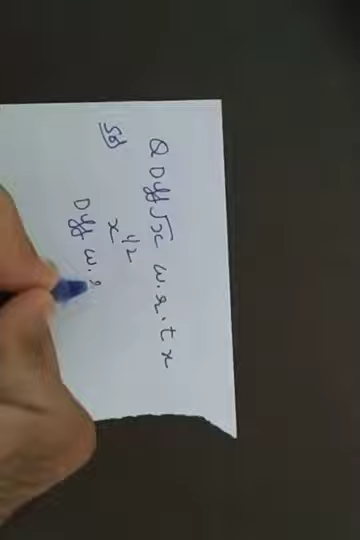 Q Diff √x w.r.t x
Sol
x^1/2
Diff w.r